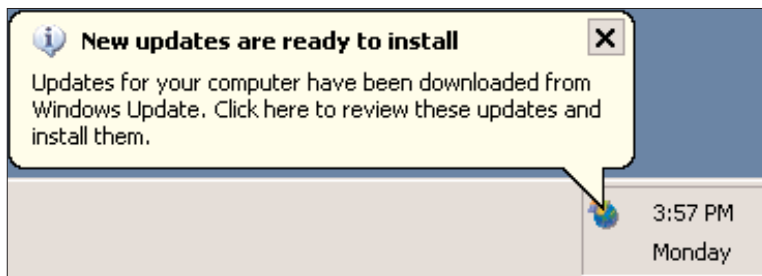 New updates are ready to install
Updates for your computer have been downloaded from
Windows Update. Click here to review these updates and
install them.
3:57 PM
Monday